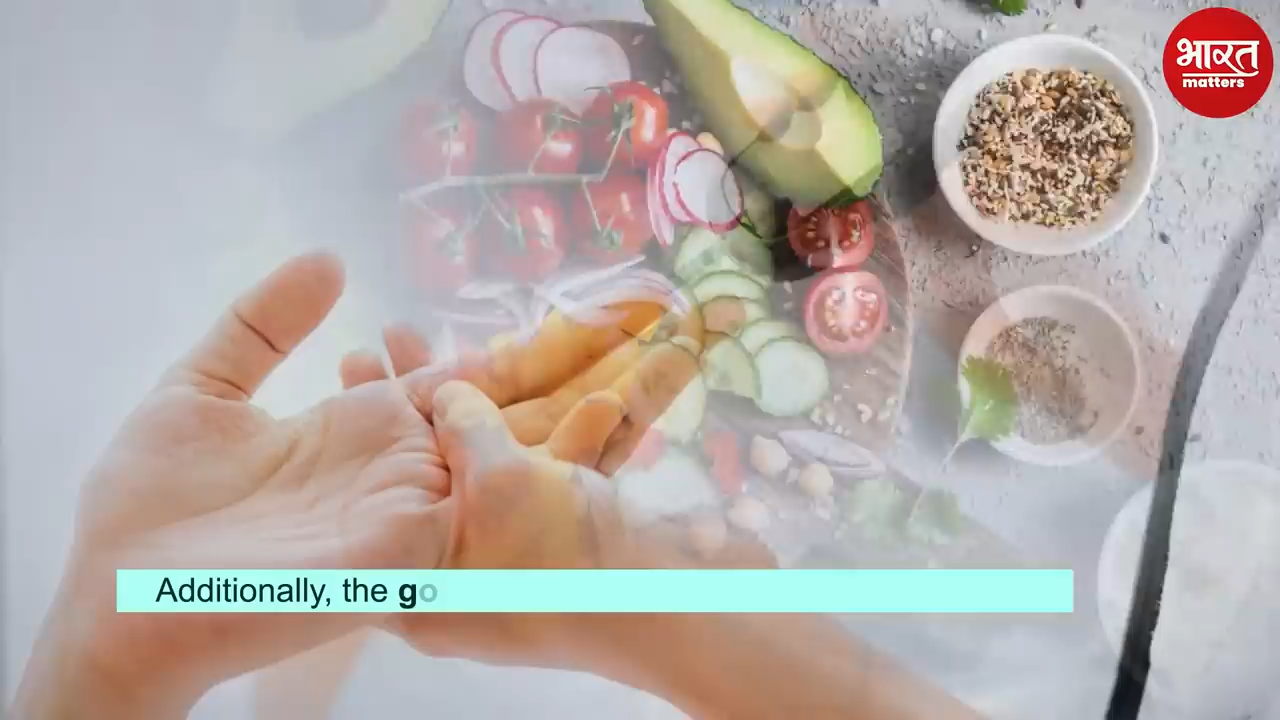 भारत
matters
Additionally, the go